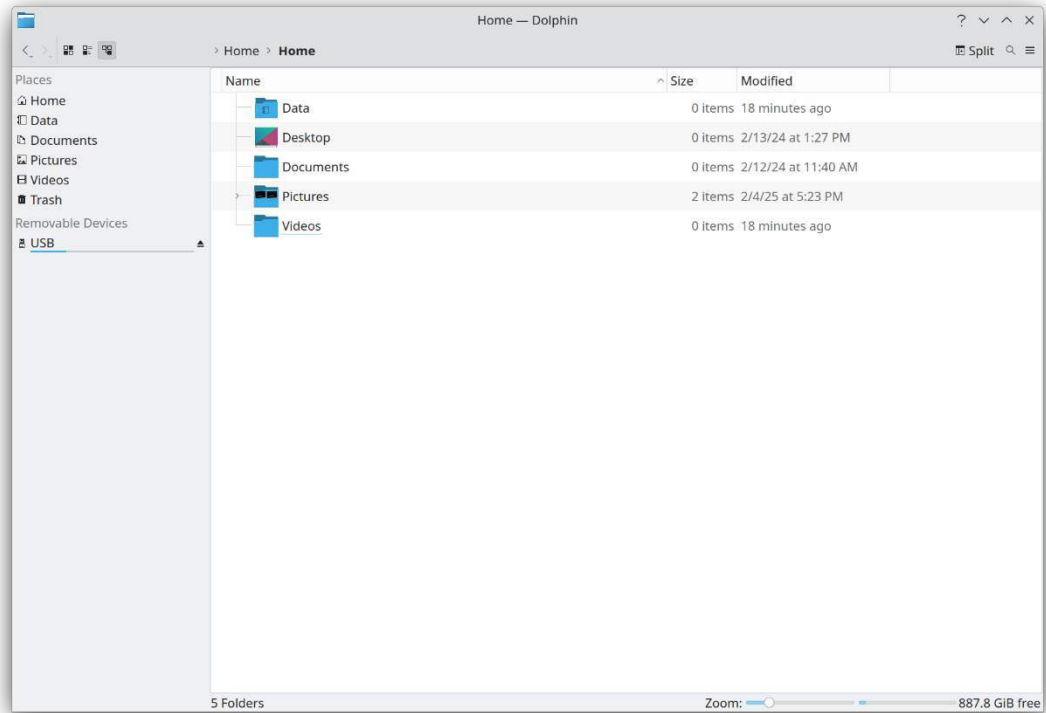 Home — Dolphin
> Home > Home
Split
Places
Home
Data
Documents
Pictures
Videos
Trash
Removable Devices
USB
Name Size Modified
Data 0 items 18 minutes ago
Desktop 0 items 2/13/24 at 1:27 PM
Documents 0 items 2/12/24 at 11:40 AM
Pictures 2 items 2/4/25 at 5:23 PM
Videos 0 items 18 minutes ago
5 Folders Zoom: 887.8 GiB free